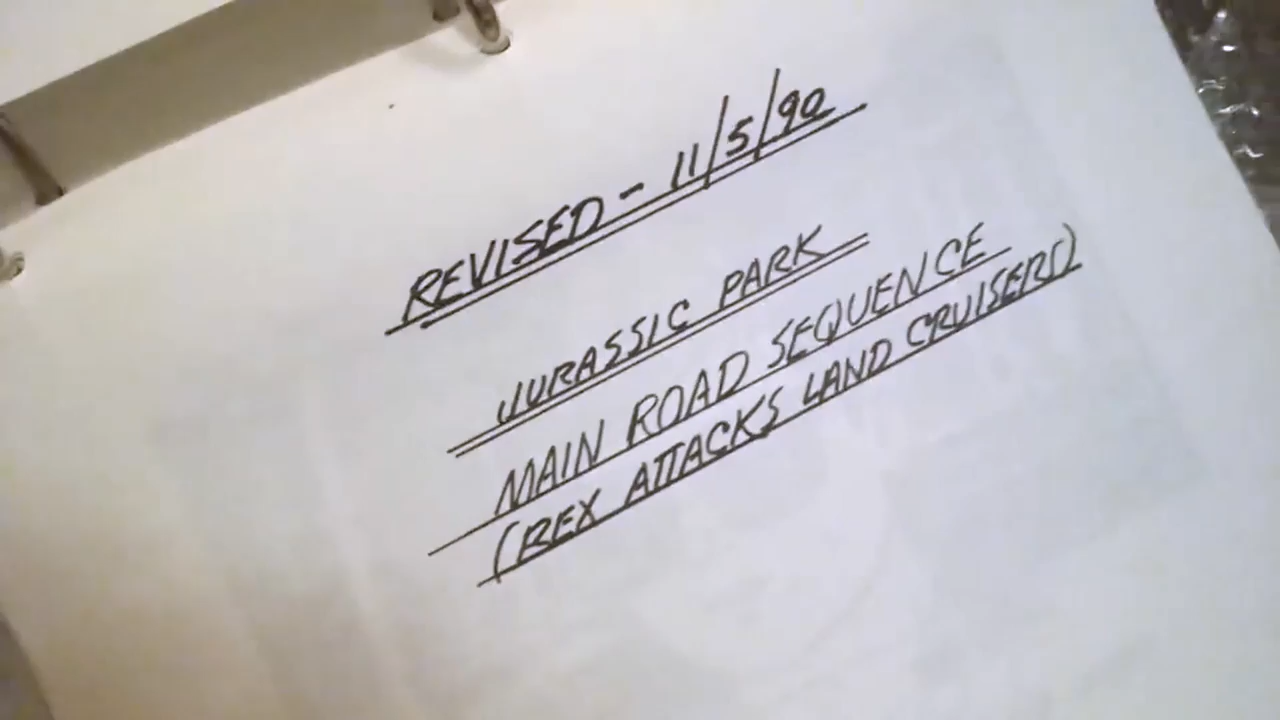 REVISED - 11/5/90
JURASSIC PARK
MAIN ROAD SEQUENCE
(REX ATTACKS LAND CRUISERS)